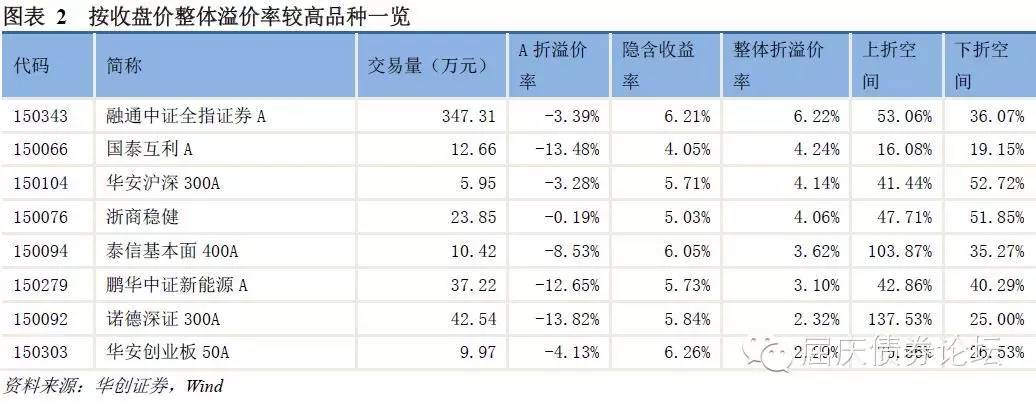 图表 2 按收盘价整体溢价率较高品种一览
代码 简称 交易量（万元） A 折溢价率 隐含收益率 整体折溢价率 上折空间 下折空间
150343 融通中证全指证券 A 347.31 -3.39% 6.21% 6.22% 53.06% 36.07%
150066 国泰互利 A 12.66 -13.48% 4.05% 4.24% 16.08% 19.15%
150104 华安沪深 300A 5.95 -3.28% 5.71% 4.14% 41.44% 52.72%
150076 浙商稳健 23.85 -0.19% 5.03% 4.06% 47.71% 51.85%
150094 泰信基本面 400A 10.42 -8.53% 6.05% 3.62% 103.87% 35.27%
150279 鹏华中证新能源 A 37.22 -12.65% 5.73% 3.10% 42.86% 40.29%
150092 诺德深证 300A 42.54 -13.82% 5.84% 2.32% 137.53% 25.00%
150303 华安创业板 50A 9.97 -4.13% 6.26% 26.53%
屈庆债券论坛
资料来源：华创证券，Wind